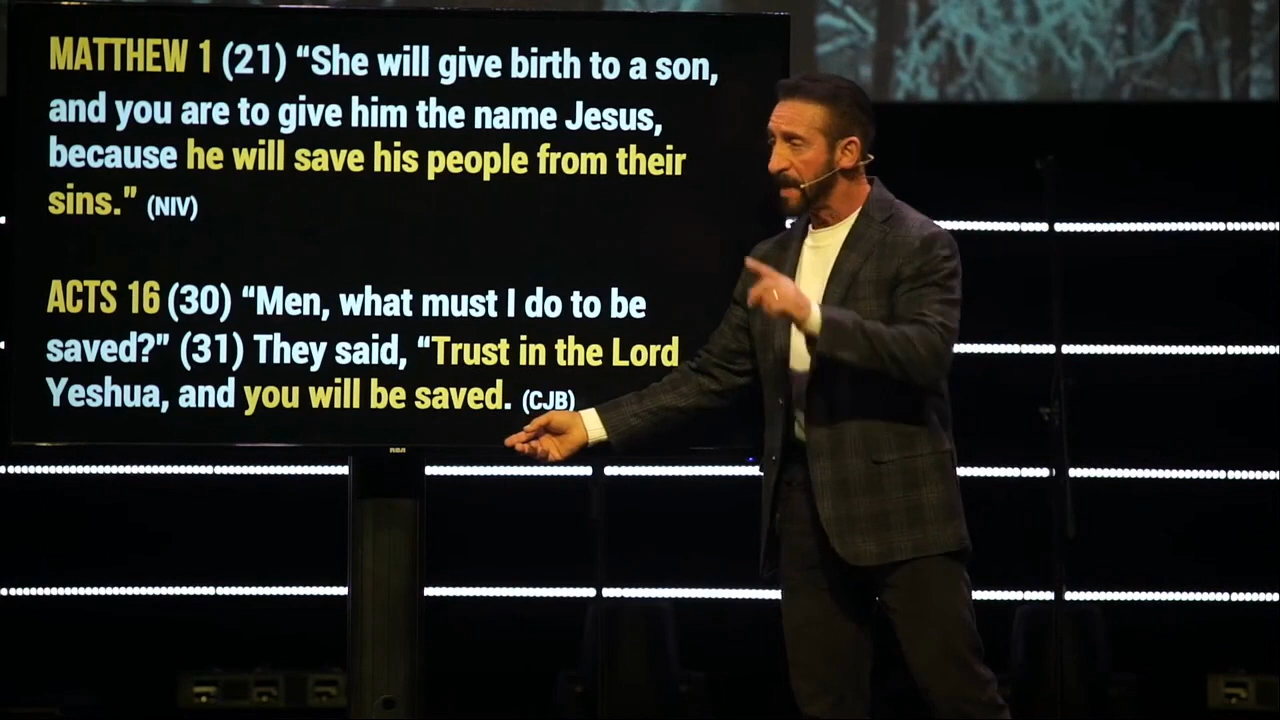 MATTHEW 1 (21) “She will give birth to a son,
and you are to give him the name Jesus,
because he will save his people from their
sins.” (NIV)
ACTS 16 (30) “Men, what must I do to be
saved?” (31) They said, “Trust in the Lord
Yeshua, and you will be saved. (CJB)
RCA